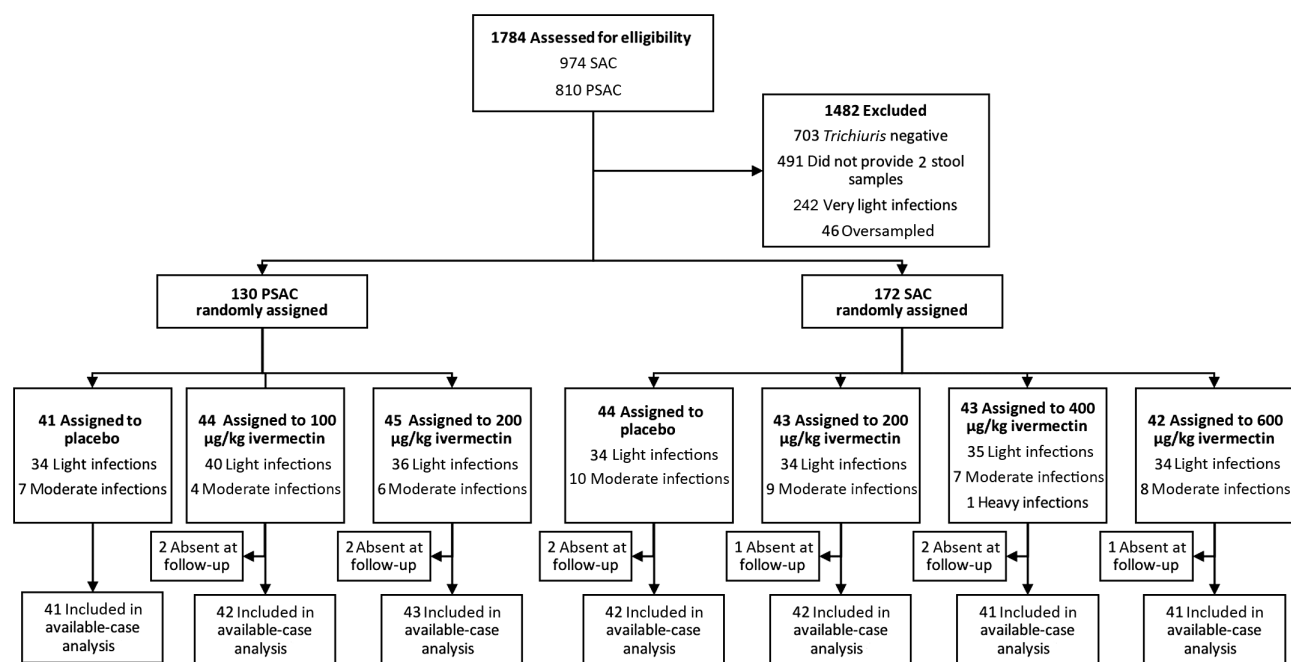 1784 Assessed for elligibility
974 SAC
810 PSAC
1482 Excluded
703 Trichiuris negative
491 Did not provide 2 stool
samples
242 Very light infections
46 Oversampled
130 PSAC
randomly assigned
172 SAC
randomly assigned
41 Assigned to
placebo
34 Light infections
7 Moderate infections
44 Assigned to 100
µg/kg ivermectin
40 Light infections
4 Moderate infections
45 Assigned to 200
µg/kg ivermectin
36 Light infections
6 Moderate infections
44 Assigned to
placebo
34 Light infections
10 Moderate infections
43 Assigned to 200
µg/kg ivermectin
34 Light infections
9 Moderate infections
43 Assigned to 400
µg/kg ivermectin
35 Light infections
7 Moderate infections
1 Heavy infections
42 Assigned to 600
µg/kg ivermectin
34 Light infections
8 Moderate infections
2 Absent at
follow-up
2 Absent at
follow-up
2 Absent at
follow-up
1 Absent at
follow-up
2 Absent at
follow-up
1 Absent at
follow-up
41 Included in
available-case
analysis
42 Included in
available-case
analysis
43 Included in
available-case
analysis
42 Included in
available-case
analysis
42 Included in
available-case
analysis
41 Included in
available-case
analysis
41 Included in
available-case
analysis